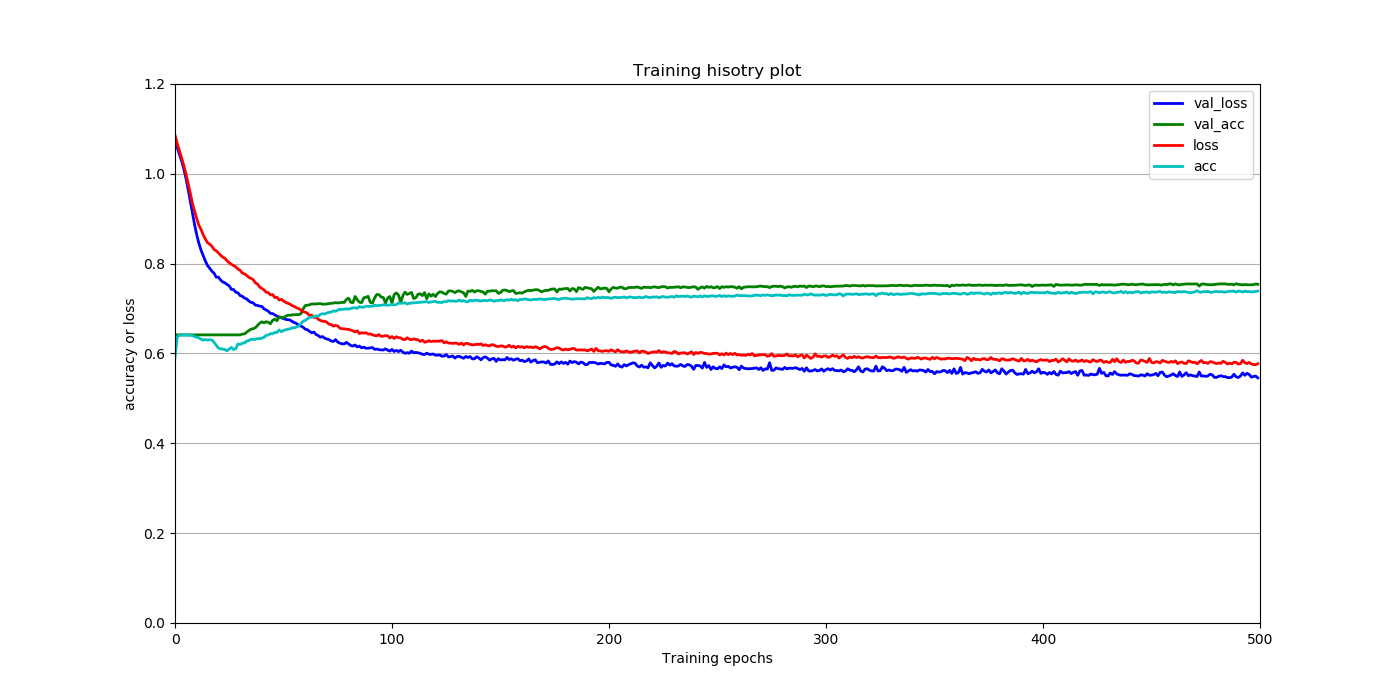 Training hisotry plot
1.2
1.0
0.8
0.6
0.4
0.2
0.0
accuracy or loss
val_loss
val_acc
loss
acc
0 100 200 300 400 500
Training epochs